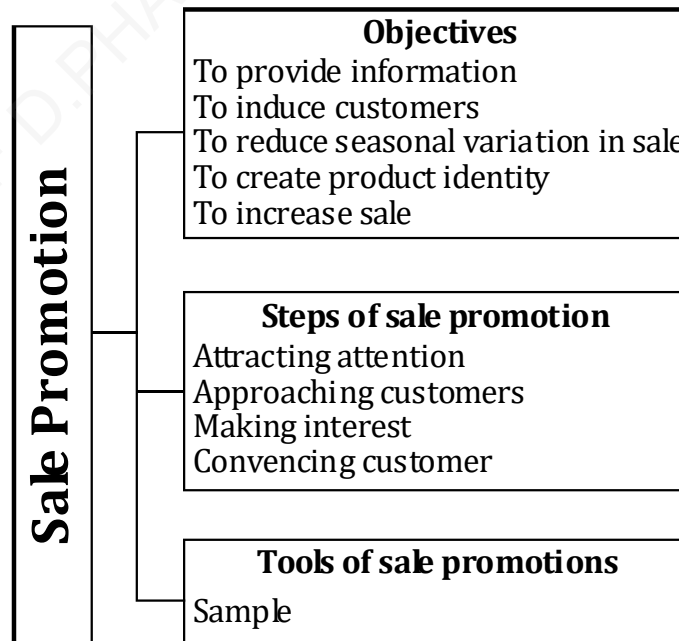 D.PHA
Sale Promotion
Objectives
To provide information
To induce customers
To reduce seasonal variation in sale
To create product identity
To increase sale
Steps of sale promotion
Attracting attention
Approaching customers
Making interest
Convencing customer
Tools of sale promotions
Sample